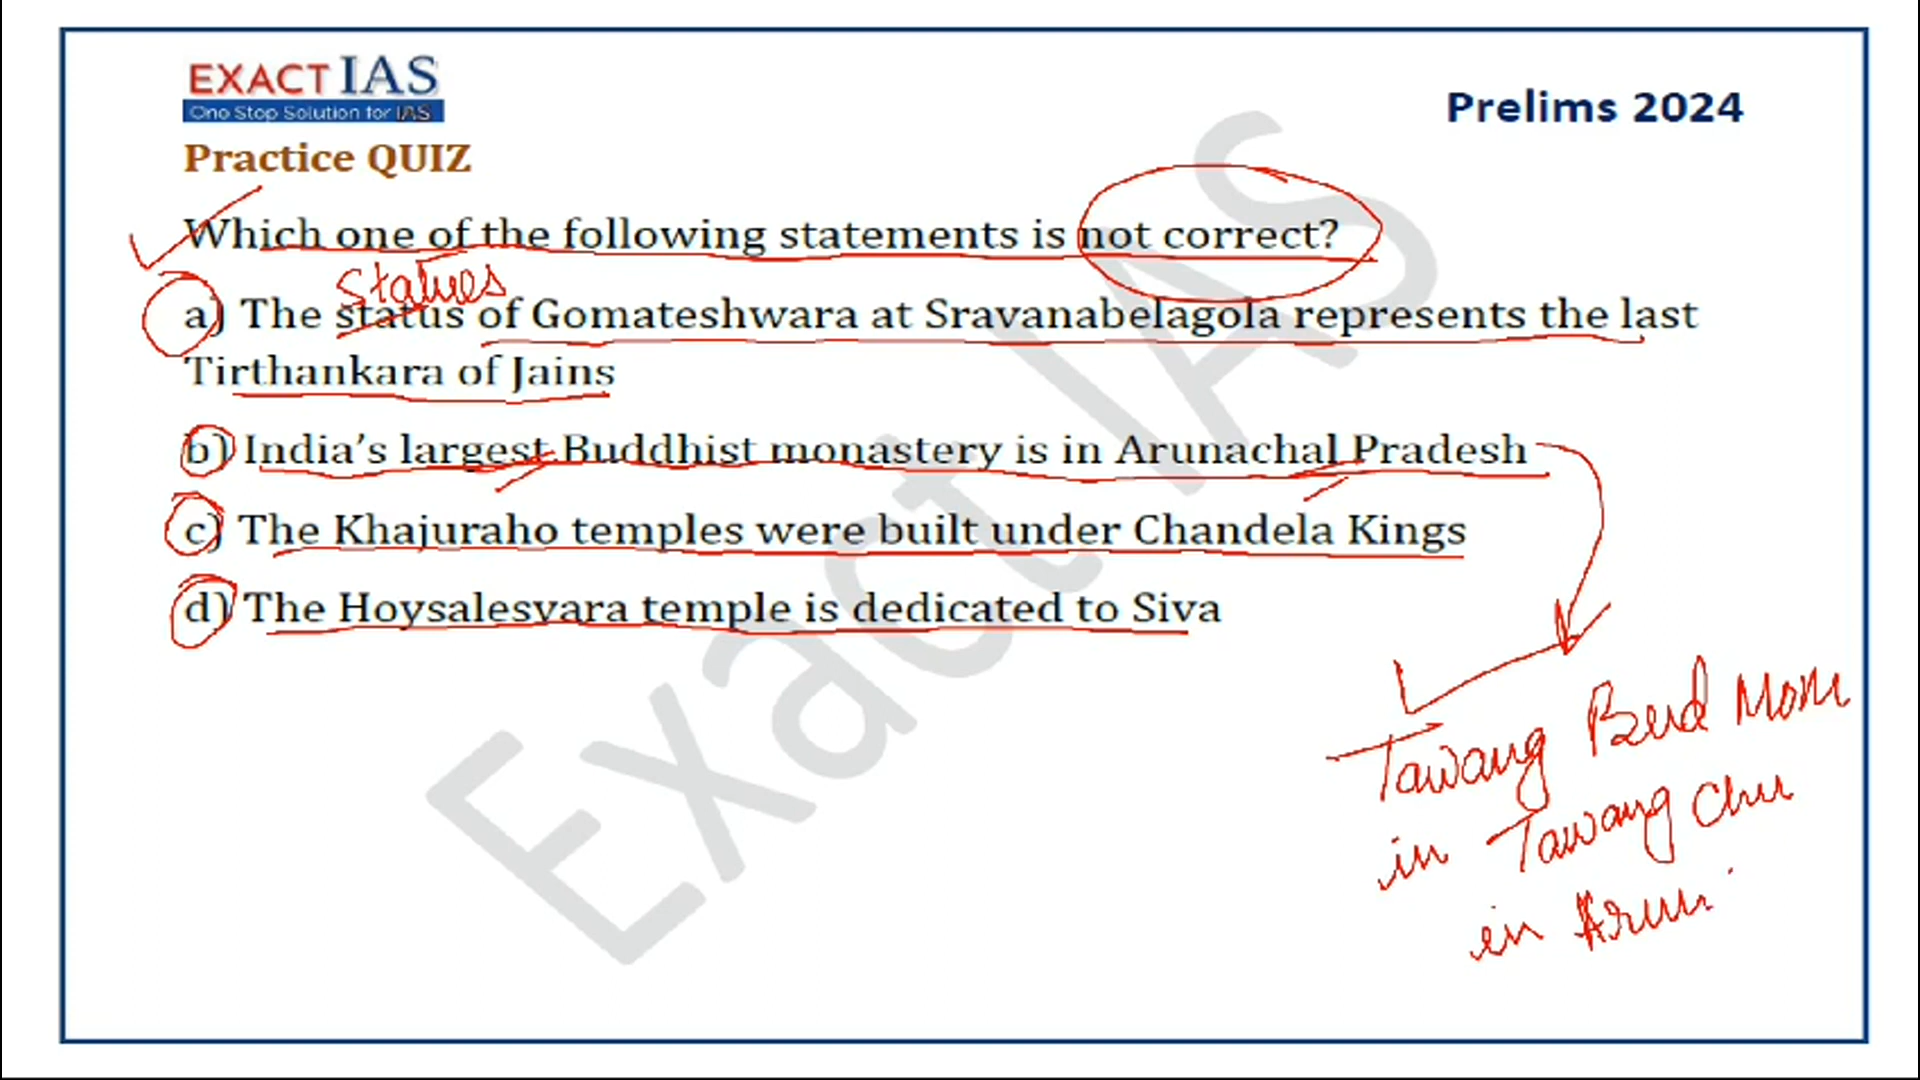 EXACT IAS
One Stop Solution for IAS
Prelims 2024
Practice QUIZ
Which one of the following statements is not correct?
Statues
a) The status of Gomateshwara at Sravanabelagola represents the last
Tirthankara of Jains
b) India's largest Buddhist monastery is in Arunachal Pradesh
c) The Khajuraho temples were built under Chandela Kings
d) The Hoysalesvara temple is dedicated to Siva
Tawang Bud Mon
in Tawang Chu
in
Exact IAS